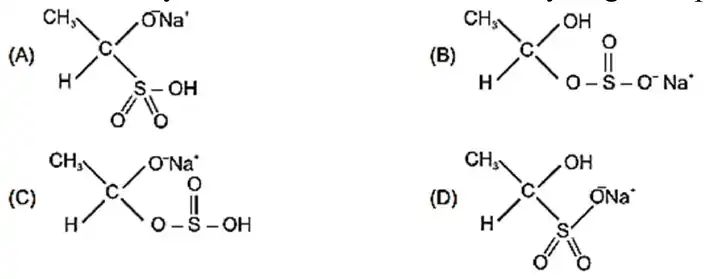 (A) CH₃ O⁻Na⁺ C H S – OH O O
(B) CH₃ OH C H O – S – O⁻ Na⁺ O
(C) CH₃ O⁻Na⁺ C H O – S – OH O
(D) CH₃ OH C H S O⁻Na⁺ O O